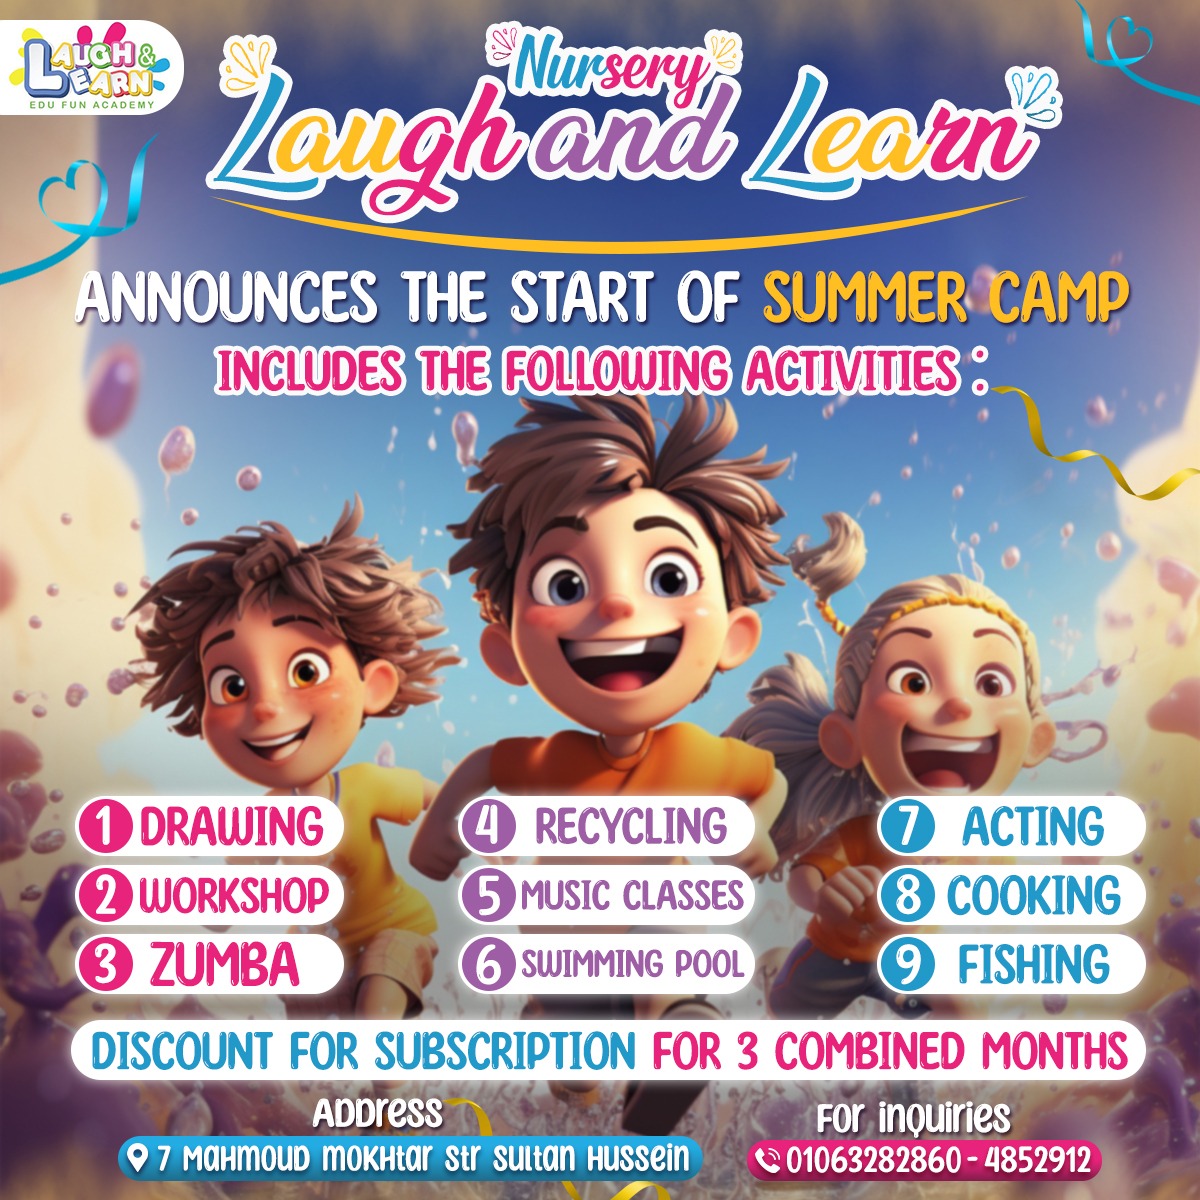 LAUGH &
LEARN
EDU FUN ACADEMY
Nursery
Laugh and Learn
ANNOUNCES THE START OF SUMMER CAMP
INCLUDES THE FOLLOWING ACTIVITIES :
1 DRAWING
2 WORKSHOP
3 ZUMBA
4 RECYCLING
5 MUSIC CLASSES
6 SWIMMING POOL
7 ACTING
8 COOKING
9 FISHING
DISCOUNT FOR SUBSCRIPTION FOR 3 COMBINED MONTHS
Address
7 Mahmoud mokhtar str sultan Hussein
For inquiries
01063282860 - 4852912